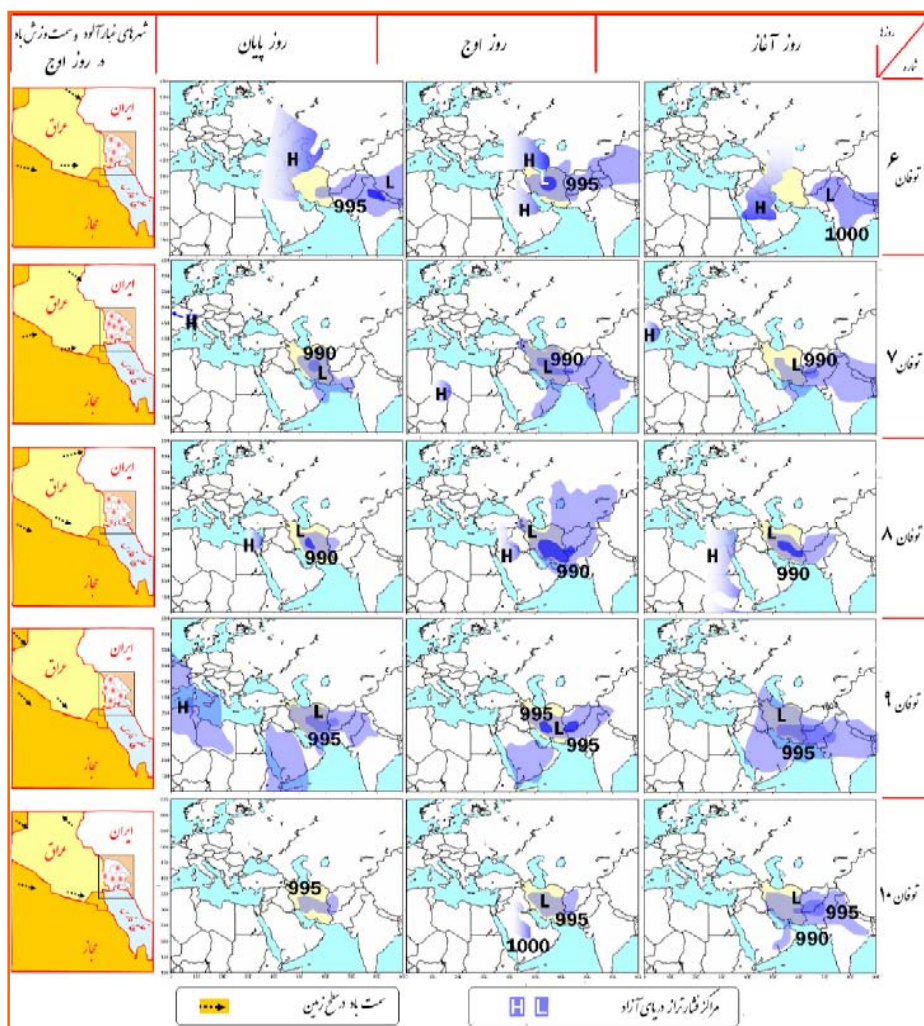 روزها
شماره
روز آغاز
روز اوج
روز پایان
شهرهای غبارآلود و سمت وزش باد
در روز اوج
توفان ۶
H
L
1000
H
H
995
H
L
995
ایران
عراق
حجاز
توفان ۷
H
L
990
H
L
990
H
990
L
ایران
عراق
حجاز
توفان ۸
H
L
990
H
L
990
H
L
990
ایران
عراق
حجاز
توفان ۹
L
995
995
L
995
H
L
995
ایران
عراق
حجاز
توفان ۱۰
L
995
990
L
995
1000
995
ایران
عراق
حجاز
مراکز فشار تراز دریای آزاد
H L
سمت باد در سطح زمین